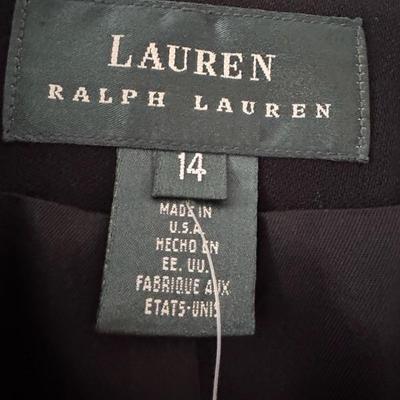 LAUREN
RALPH LAUREN
14
MADE IN
U.S.A.
HECHO EN
EE. UU.
FABRIQUE AUX
ETATS-UNIS